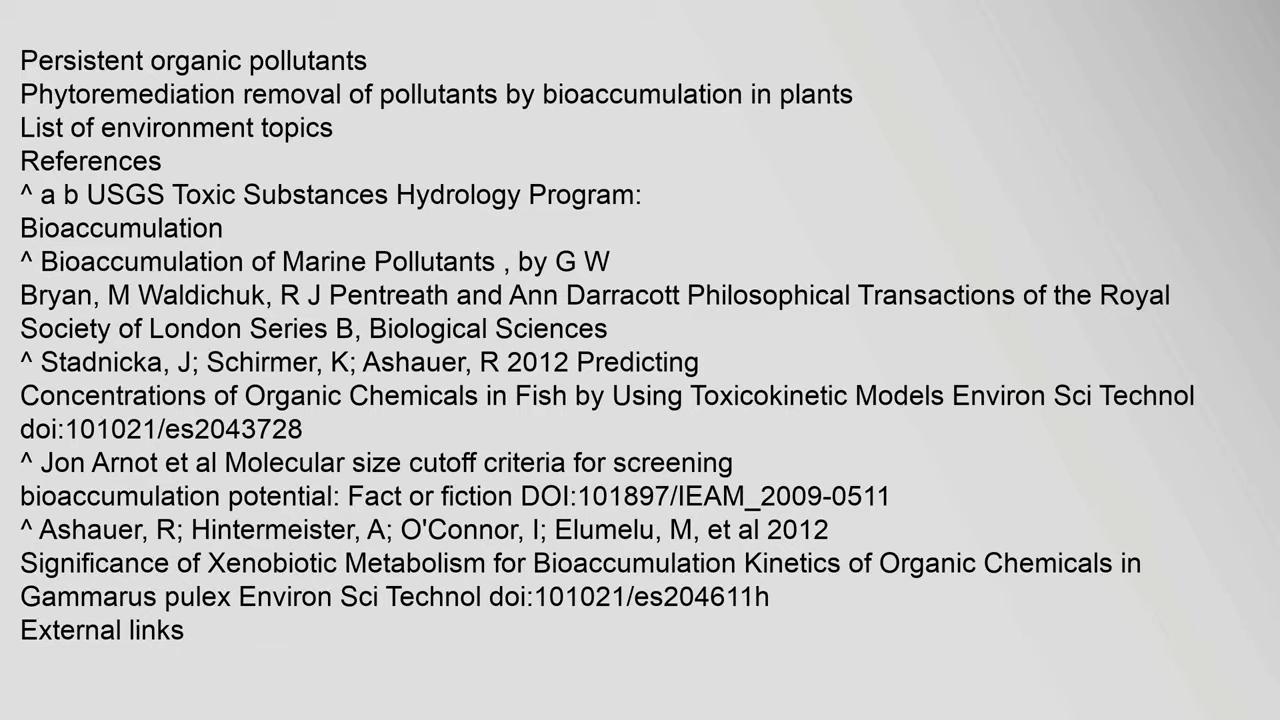 Persistent organic pollutants
Phytoremediation removal of pollutants by bioaccumulation in plants
List of environment topics
References
^ a b USGS Toxic Substances Hydrology Program:
Bioaccumulation
^ Bioaccumulation of Marine Pollutants , by G W
Bryan, M Waldichuk, R J Pentreath and Ann Darracott Philosophical Transactions of the Royal
Society of London Series B, Biological Sciences
^ Stadnicka, J; Schirmer, K; Ashauer, R 2012 Predicting
Concentrations of Organic Chemicals in Fish by Using Toxicokinetic Models Environ Sci Technol
doi:101021/es2043728
^ Jon Arnot et al Molecular size cutoff criteria for screening
bioaccumulation potential: Fact or fiction DOI:101897/IEAM_2009-0511
^ Ashauer, R; Hintermeister, A; O'Connor, I; Elumelu, M, et al 2012
Significance of Xenobiotic Metabolism for Bioaccumulation Kinetics of Organic Chemicals in
Gammarus pulex Environ Sci Technol doi:101021/es204611h
External links